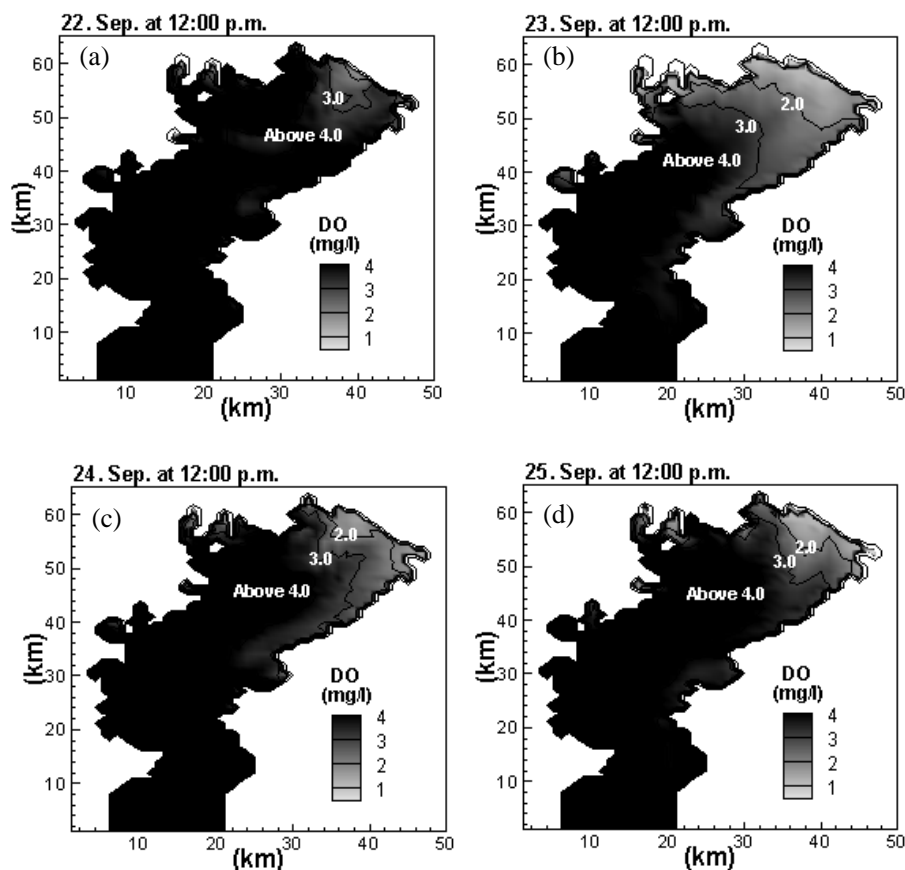 22. Sep. at 12:00 p.m.
(a)
60
50
40
30
20
10
(km)
3.0
Above 4.0
DO
(mg/l)
4
3
2
1
10 20 30 40 50
(km)
23. Sep. at 12:00 p.m.
(b)
60
50
40
30
20
10
(km)
2.0
3.0
Above 4.0
DO
(mg/l)
4
3
2
1
10 20 30 40 50
(km)
24. Sep. at 12:00 p.m.
(c)
60
50
40
30
20
10
(km)
2.0
3.0
Above 4.0
DO
(mg/l)
4
3
2
1
10 20 30 40 50
(km)
25. Sep. at 12:00 p.m.
(d)
60
50
40
30
20
10
(km)
2.0
3.0
Above 4.0
DO
(mg/l)
4
3
2
1
10 20 30 40 50
(km)